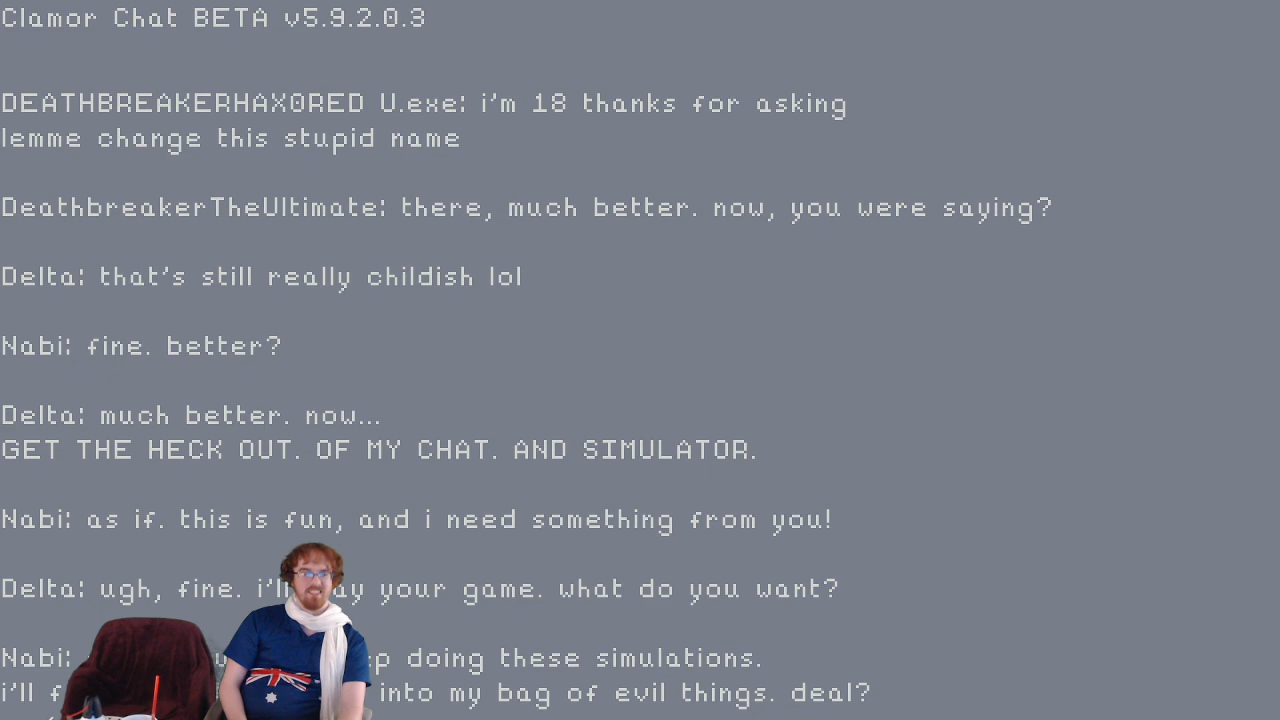 Clamor Chat BETA v5.9.2.0.3
DEATHBREAKERHAX0RED U.exe: i'm 18 thanks for asking
lemme change this stupid name
DeathbreakerTheUltimate: there, much better. now, you were saying?
Delta: that's still really childish lol
Nabi: fine. better?
Delta: much better. now...
GET THE HECK OUT. OF MY CHAT. AND SIMULATOR.
Nabi: as if. this is fun, and i need something from you!
Delta: ugh, fine. i'll your game. what do you want?
Nabi: doing these simulations.
i'll into my bag of evil things. deal?